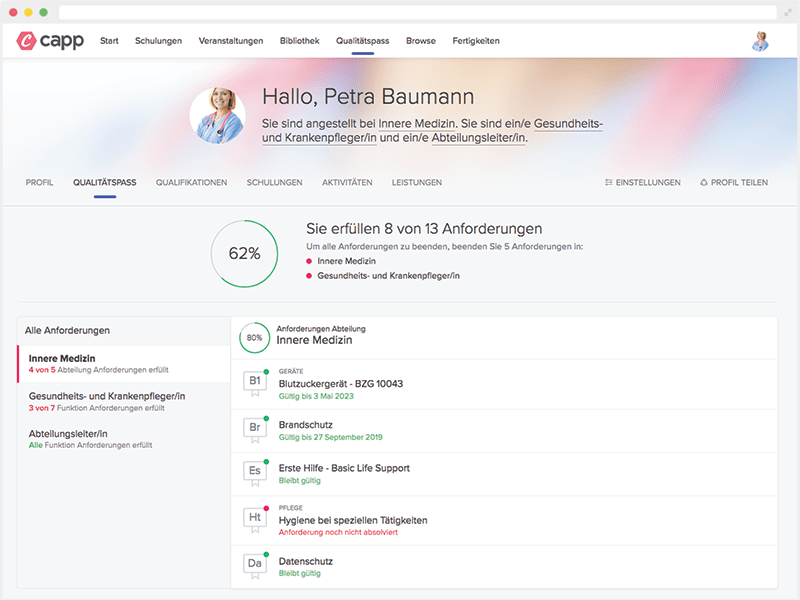 capp
Start Schulungen Veranstaltungen Bibliothek Qualitätspass Browse Fertigkeiten
Hallo, Petra Baumann
Sie sind angestellt bei Innere Medizin. Sie sind ein/e Gesundheits-
und Krankenpfleger/in und ein/e Abteilungsleiter/in.
PROFIL QUALITÄTSPASS QUALIFIKATIONEN SCHULUNGEN AKTIVITÄTEN LEISTUNGEN EINSTELLUNGEN PROFIL TEILEN
62%
Sie erfüllen 8 von 13 Anforderungen
Um alle Anforderungen zu beenden, beenden Sie 5 Anforderungen in:
Innere Medizin
Gesundheits- und Krankenpfleger/in
Alle Anforderungen
Innere Medizin
4 von 5 Abteilung Anforderungen erfüllt
Gesundheits- und Krankenpfleger/in
3 von 7 Funktion Anforderungen erfüllt
Abteilungsleiter/in
Alle Funktion Anforderungen erfüllt
80%
Anforderungen Abteilung
Innere Medizin
B1
GERÄTE
Blutzuckergerät - BZG 10043
Gültig bis 3 Mai 2023
Br
Brandschutz
Gültig bis 27 September 2019
Es
Erste Hilfe - Basic Life Support
Bleibt gültig
Ht
PFLEGE
Hygiene bei speziellen Tätigkeiten
Anforderung noch nicht absolviert
Da
Datenschutz
Bleibt gültig